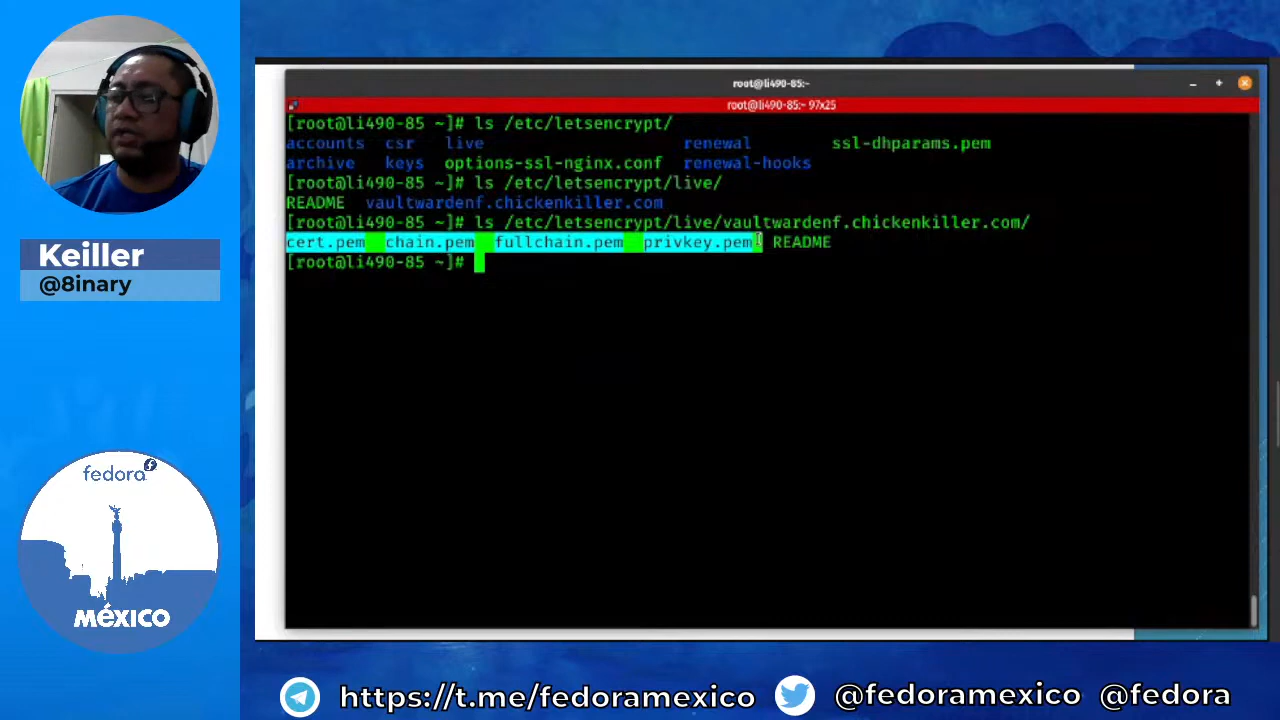 Keiller
@8inary
fedora
MÉXICO
root@li490-85:~
root@li490-85:~ 97x25
[root@li490-85 ~]# ls /etc/letsencrypt/
accounts csr live renewal ssl-dhparams.pem
archive keys options-ssl-nginx.conf renewal-hooks
[root@li490-85 ~]# ls /etc/letsencrypt/live/
README vaultwardenf.chickenkiller.com
[root@li490-85 ~]# ls /etc/letsencrypt/live/vaultwardenf.chickenkiller.com/
cert.pem chain.pem fullchain.pem privkey.pem README
[root@li490-85 ~]#
https://t.me/fedoramexico @fedoramexico @fedora